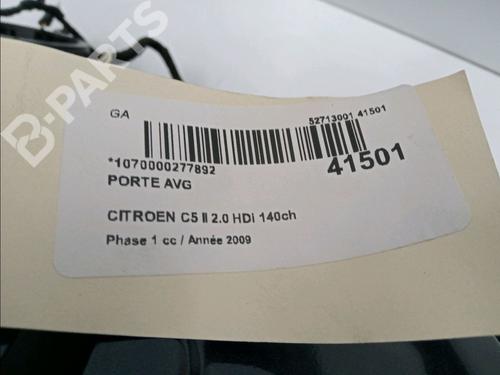 GA
52713001 41501
*1070000277892
41501
PORTE AVG
CITROEN C5 II 2.0 HDi 140ch
Phase 1 cc / Année 2009
B-PARTS